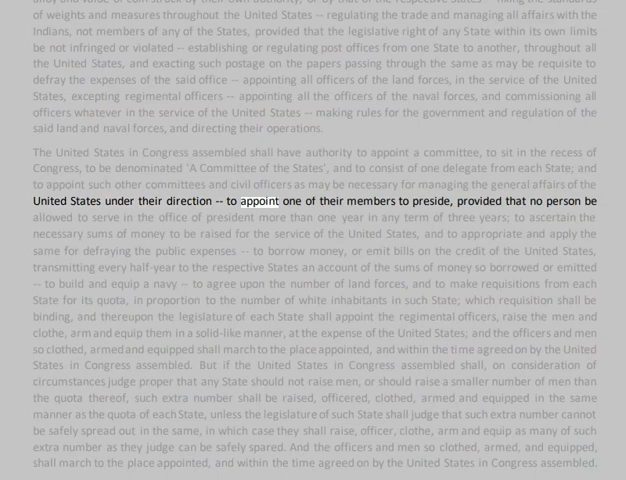 of weights and measures throughout the United States -- regulating the trade and managing all affairs with the
Indians, not members of any of the States, provided that the legislative right of any State within its own limits
be not infringed or violated -- establishing or regulating post offices from one State to another, throughout all
the United States, and exacting such postage on the papers passing through the same as may be requisite to
defray the expenses of the said office -- appointing all officers of the land forces, in the service of the United
States, excepting regimental officers -- appointing all the officers of the naval forces, and commissioning all
officers whatever in the service of the United States -- making rules for the government and regulation of the
said land and naval forces, and directing their operations.
The United States in Congress assembled shall have authority to appoint a committee, to sit in the recess of
Congress, to be denominated 'A Committee of the States', and to consist of one delegate from each State; and
to appoint such other committees and civil officers as may be necessary for managing the general affairs of the
United States under their direction -- to appoint one of their members to preside, provided that no person be
allowed to serve in the office of president more than one year in any term of three years; to ascertain the
necessary sums of money to be raised for the service of the United States, and to appropriate and apply the
same for defraying the public expenses -- to borrow money, or emit bills on the credit of the United States,
transmitting every half-year to the respective States an account of the sums of money so borrowed or emitted
-- to build and equip a navy -- to agree upon the number of land forces, and to make requisitions from each
State for its quota, in proportion to the number of white inhabitants in such State; which requisition shall be
binding, and thereupon the legislature of each State shall appoint the regimental officers, raise the men and
clothe, arm and equip them in a solid-like manner, at the expense of the United States; and the officers and men
so clothed, armed and equipped shall march to the place appointed, and within the time agreed on by the United
States in Congress assembled. But if the United States in Congress assembled shall, on consideration of
circumstances judge proper that any State should not raise men, or should raise a smaller number of men than
the quota thereof, such extra number shall be raised, officered, clothed, armed and equipped in the same
manner as the quota of each State, unless the legislature of such State shall judge that such extra number cannot
be safely spread out in the same, in which case they shall raise, officer, clothe, arm and equip as many of such
extra number as they judge can be safely spared. And the officers and men so clothed, armed, and equipped,
shall march to the place appointed, and within the time agreed on by the United States in Congress assembled.